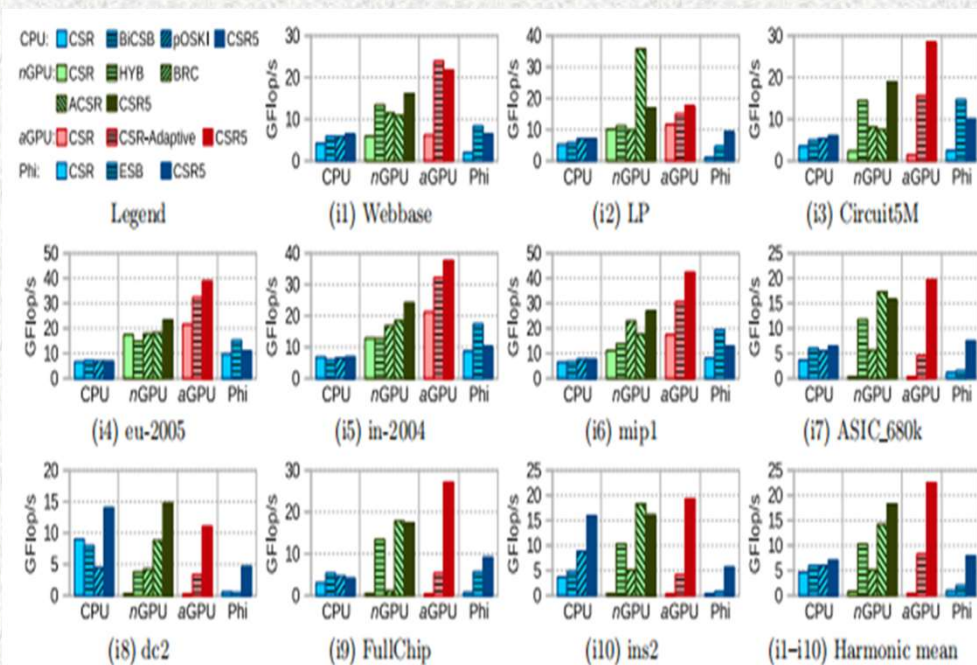 CPU: CSR BiCSB pOSKI CSR5
nGPU: CSR HYB BRC
ACSR CSR5
aGPU: CSR CSR-Adaptive CSR5
Phi: CSR ESB CSR5
Legend
GFlop/s
30
20
10
0
CPU nGPU aGPU Phi
(i1) Webbase
GFlop/s
40
30
20
10
0
CPU nGPU aGPU Phi
(i2) LP
GFlop/s
30
20
10
0
CPU nGPU aGPU Phi
(i3) Circuit5M
GFlop/s
50
40
30
20
10
0
CPU nGPU aGPU Phi
(i4) eu-2005
GFlop/s
40
30
20
10
0
CPU nGPU aGPU Phi
(i5) in-2004
GFlop/s
50
40
30
20
10
0
CPU nGPU aGPU Phi
(i6) mip1
GFlop/s
25
20
15
10
5
0
CPU nGPU aGPU Phi
(i7) ASIC_680k
GFlop/s
20
15
10
5
0
CPU nGPU aGPU Phi
(i8) dc2
GFlop/s
30
20
10
0
CPU nGPU aGPU Phi
(i9) FullChip
GFlop/s
25
20
15
10
5
0
CPU nGPU aGPU Phi
(i10) ins2
GFlop/s
25
20
15
10
5
0
CPU nGPU aGPU Phi
(i1-i10) Harmonic mean